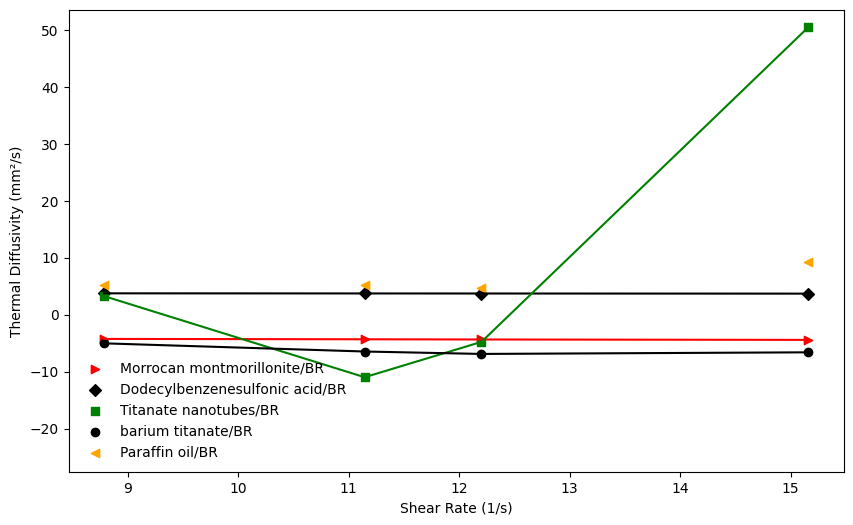 50
40
30
20
10
0
−10
−20
Thermal Diffusivity (mm²/s)
Morrocan montmorillonite/BR
Dodecylbenzenesulfonic acid/BR
Titanate nanotubes/BR
barium titanate/BR
Paraffin oil/BR
9 10 11 12 13 14 15
Shear Rate (1/s)